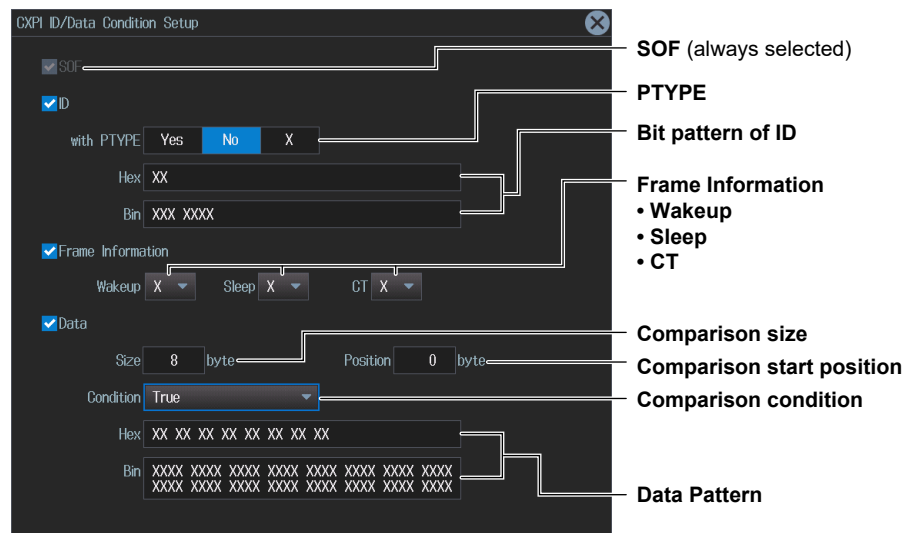 CXPI ID/Data Condition Setup
SOF
SOF (always selected)
ID
PTYPE
with PTYPE Yes No X
Bit pattern of ID
Hex XX
Bin XXX XXXX
Frame Information
• Wakeup
• Sleep
• CT
Frame Information
Wakeup X Sleep X CT X
Data
Comparison size
Size 8 byte Position 0 byte
Comparison start position
Condition True
Comparison condition
Hex XX XX XX XX XX XX XX XX
Bin XXXX XXXX XXXX XXXX XXXX XXXX XXXX XXXX
XXXX XXXX XXXX XXXX XXXX XXXX XXXX XXXX
Data Pattern